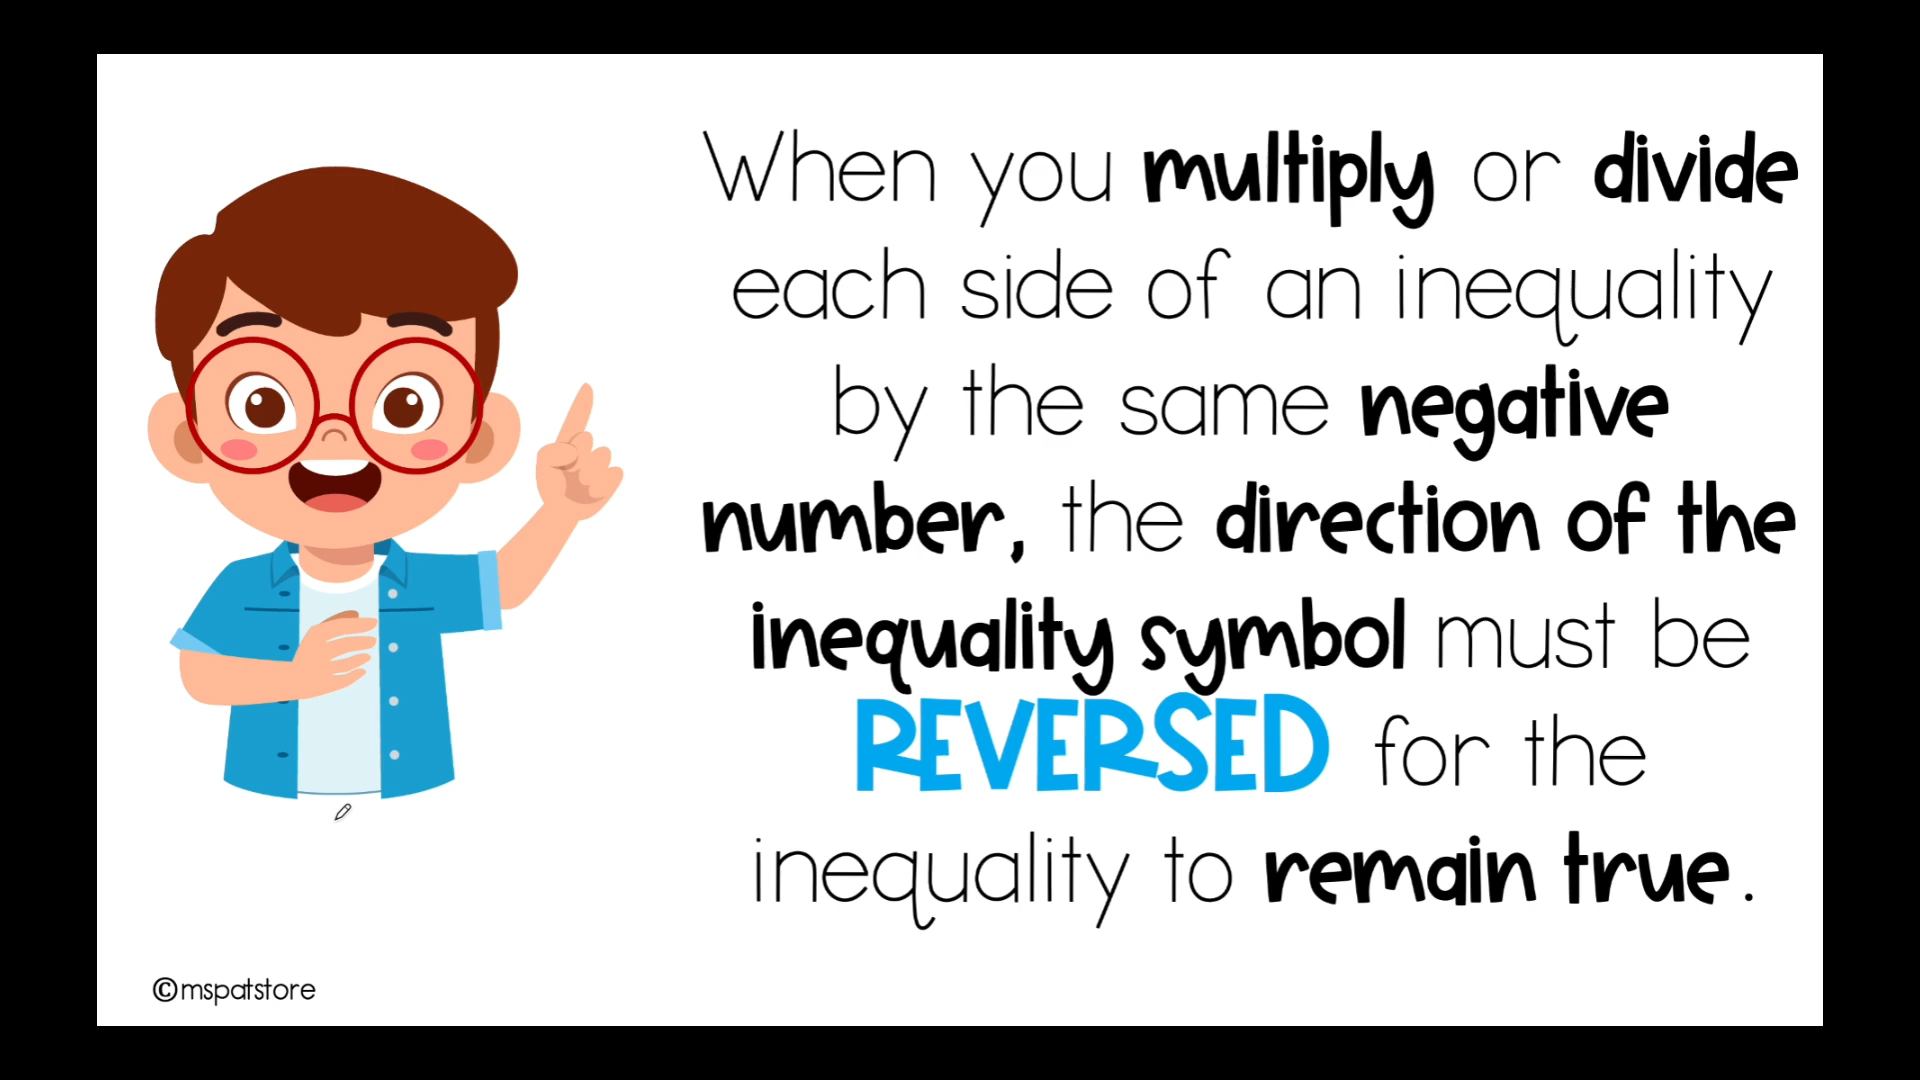 When you multiply or divide
each side of an inequality
by the same negative
number, the direction of the
inequality symbol must be
REVERSED for the
inequality to remain true.
©mspatstore